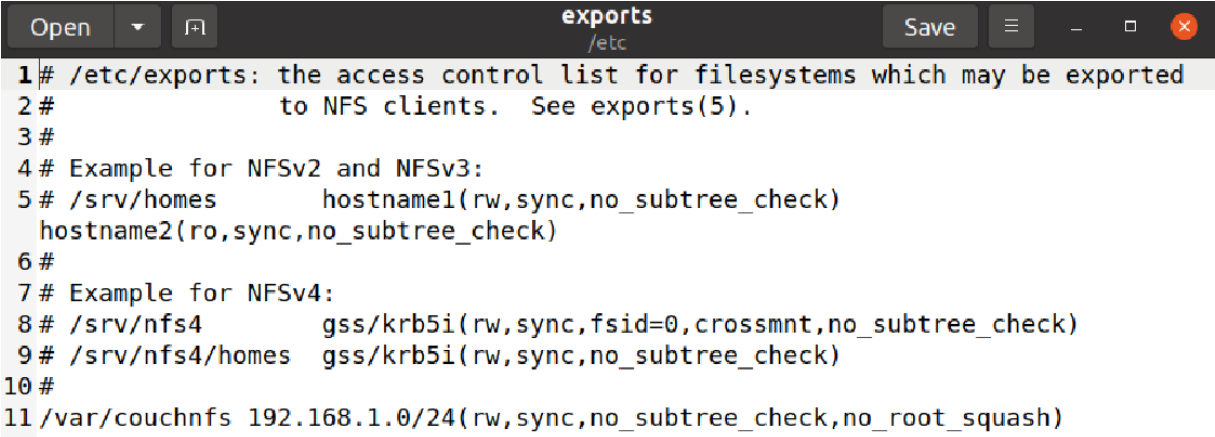 Open
exports
/etc
Save
1 # /etc/exports: the access control list for filesystems which may be exported
2 #               to NFS clients.  See exports(5).
3 #
4 # Example for NFSv2 and NFSv3:
5 # /srv/homes       hostname1(rw,sync,no_subtree_check)
hostname2(ro,sync,no_subtree_check)
6 #
7 # Example for NFSv4:
8 # /srv/nfs4        gss/krb5i(rw,sync,fsid=0,crossmnt,no_subtree_check)
9 # /srv/nfs4/homes  gss/krb5i(rw,sync,no_subtree_check)
10 #
11 /var/couchnfs 192.168.1.0/24(rw,sync,no_subtree_check,no_root_squash)